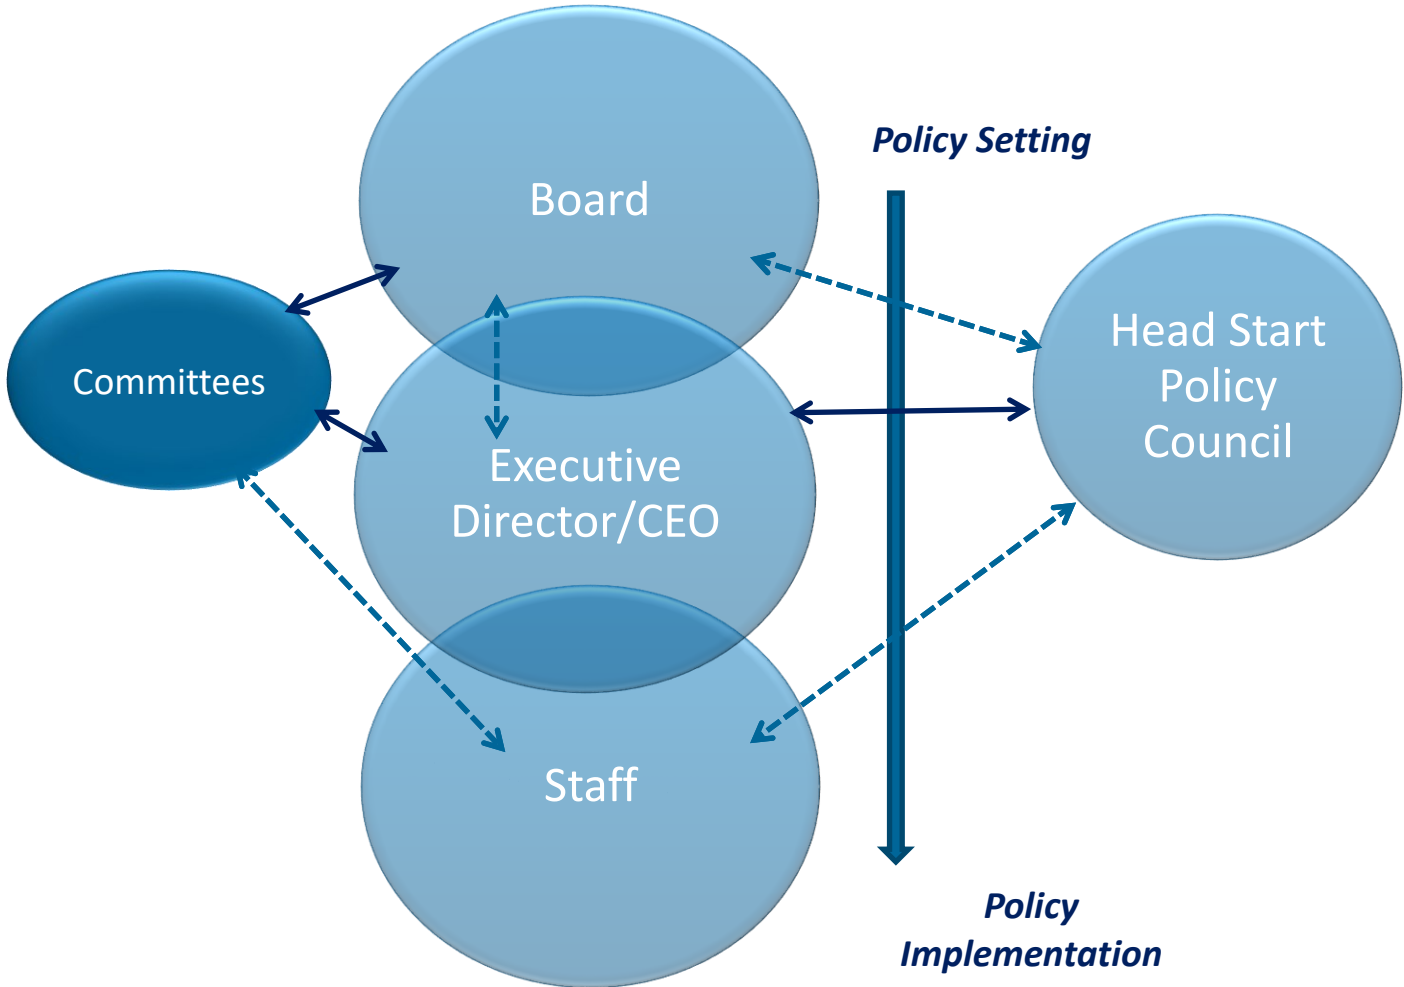 Policy Setting
Board
Head Start
Policy
Council
Committees
Executive
Director/CEO
Staff
Policy
Implementation